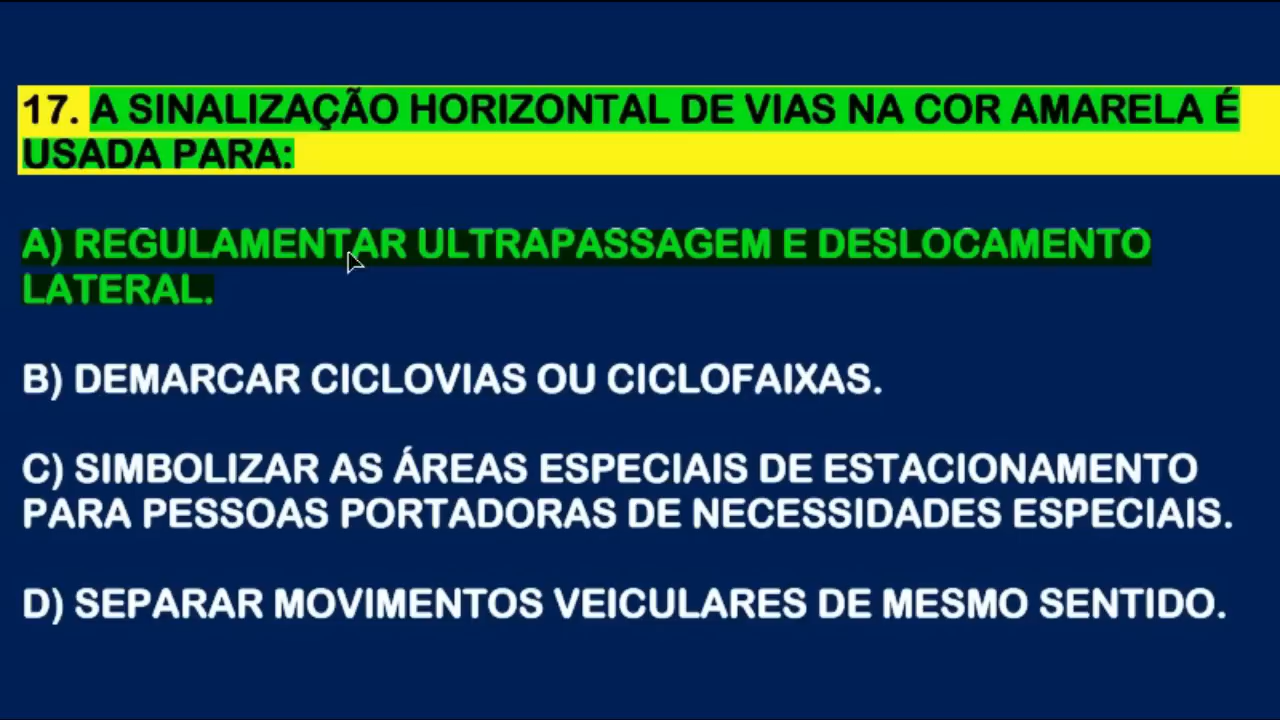 17. A SINALIZAÇÃO HORIZONTAL DE VIAS NA COR AMARELA É
USADA PARA:
A) REGULAMENTAR ULTRAPASSAGEM E DESLOCAMENTO
LATERAL.
B) DEMARCAR CICLOVIAS OU CICLOFAIXAS.
C) SIMBOLIZAR AS ÁREAS ESPECIAIS DE ESTACIONAMENTO
PARA PESSOAS PORTADORAS DE NECESSIDADES ESPECIAIS.
D) SEPARAR MOVIMENTOS VEICULARES DE MESMO SENTIDO.